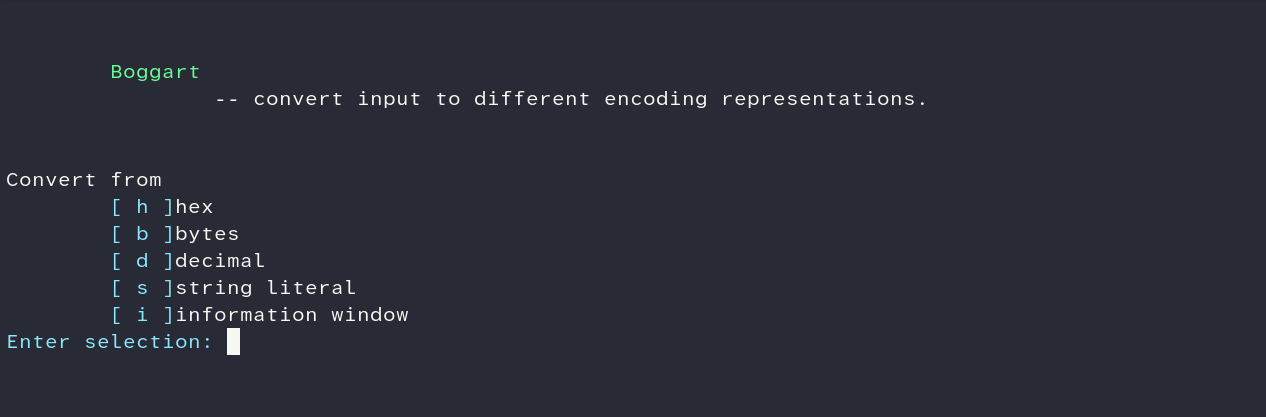 Boggart
-- convert input to different encoding representations.
Convert from
[ h ]hex
[ b ]bytes
[ d ]decimal
[ s ]string literal
[ i ]information window
Enter selection: